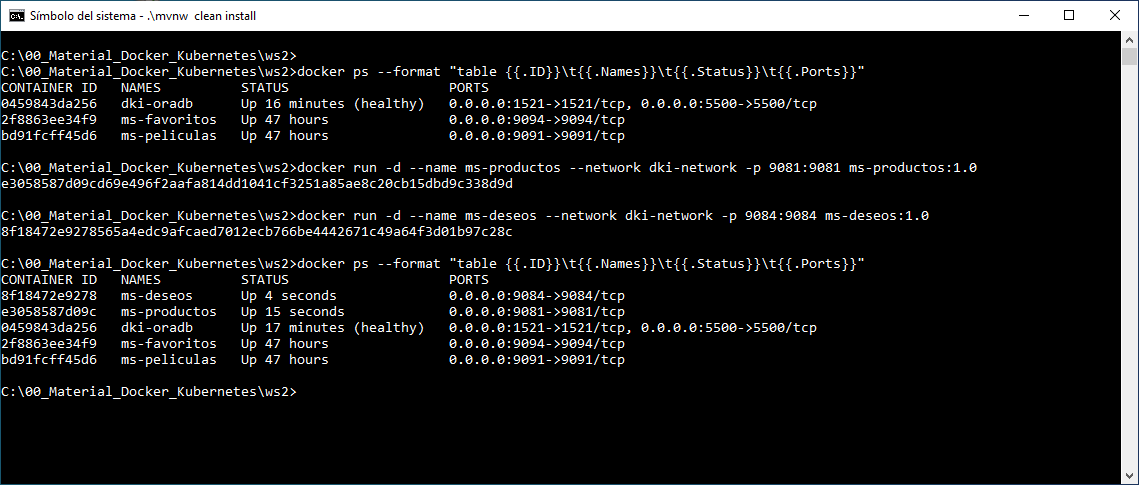 Símbolo del sistema - .\mvnw clean install
C:\00_Material_Docker_Kubernetes\ws2>
C:\00_Material_Docker_Kubernetes\ws2>docker ps --format "table {{.ID}}\t{{.Names}}\t{{.Status}}\t{{.Ports}}"
CONTAINER ID   NAMES          STATUS                    PORTS
0459843da256   dki-oradb      Up 16 minutes (healthy)   0.0.0.0:1521->1521/tcp, 0.0.0.0:5500->5500/tcp
2f8863ee34f9   ms-favoritos   Up 47 hours               0.0.0.0:9094->9094/tcp
bd91fcff45d6   ms-peliculas   Up 47 hours               0.0.0.0:9091->9091/tcp
C:\00_Material_Docker_Kubernetes\ws2>docker run -d --name ms-productos --network dki-network -p 9081:9081 ms-productos:1.0
e3058587d09cd69e496f2aafa814dd1041cf3251a85ae8c20cb15dbd9c338d9d
C:\00_Material_Docker_Kubernetes\ws2>docker run -d --name ms-deseos --network dki-network -p 9084:9084 ms-deseos:1.0
8f18472e9278565a4edc9afcaed7012ecb766be4442671c49a64f3d01b97c28c
C:\00_Material_Docker_Kubernetes\ws2>docker ps --format "table {{.ID}}\t{{.Names}}\t{{.Status}}\t{{.Ports}}"
CONTAINER ID   NAMES          STATUS                    PORTS
8f18472e9278   ms-deseos      Up 4 seconds              0.0.0.0:9084->9084/tcp
e3058587d09c   ms-productos   Up 15 seconds             0.0.0.0:9081->9081/tcp
0459843da256   dki-oradb      Up 17 minutes (healthy)   0.0.0.0:1521->1521/tcp, 0.0.0.0:5500->5500/tcp
2f8863ee34f9   ms-favoritos   Up 47 hours               0.0.0.0:9094->9094/tcp
bd91fcff45d6   ms-peliculas   Up 47 hours               0.0.0.0:9091->9091/tcp
C:\00_Material_Docker_Kubernetes\ws2>